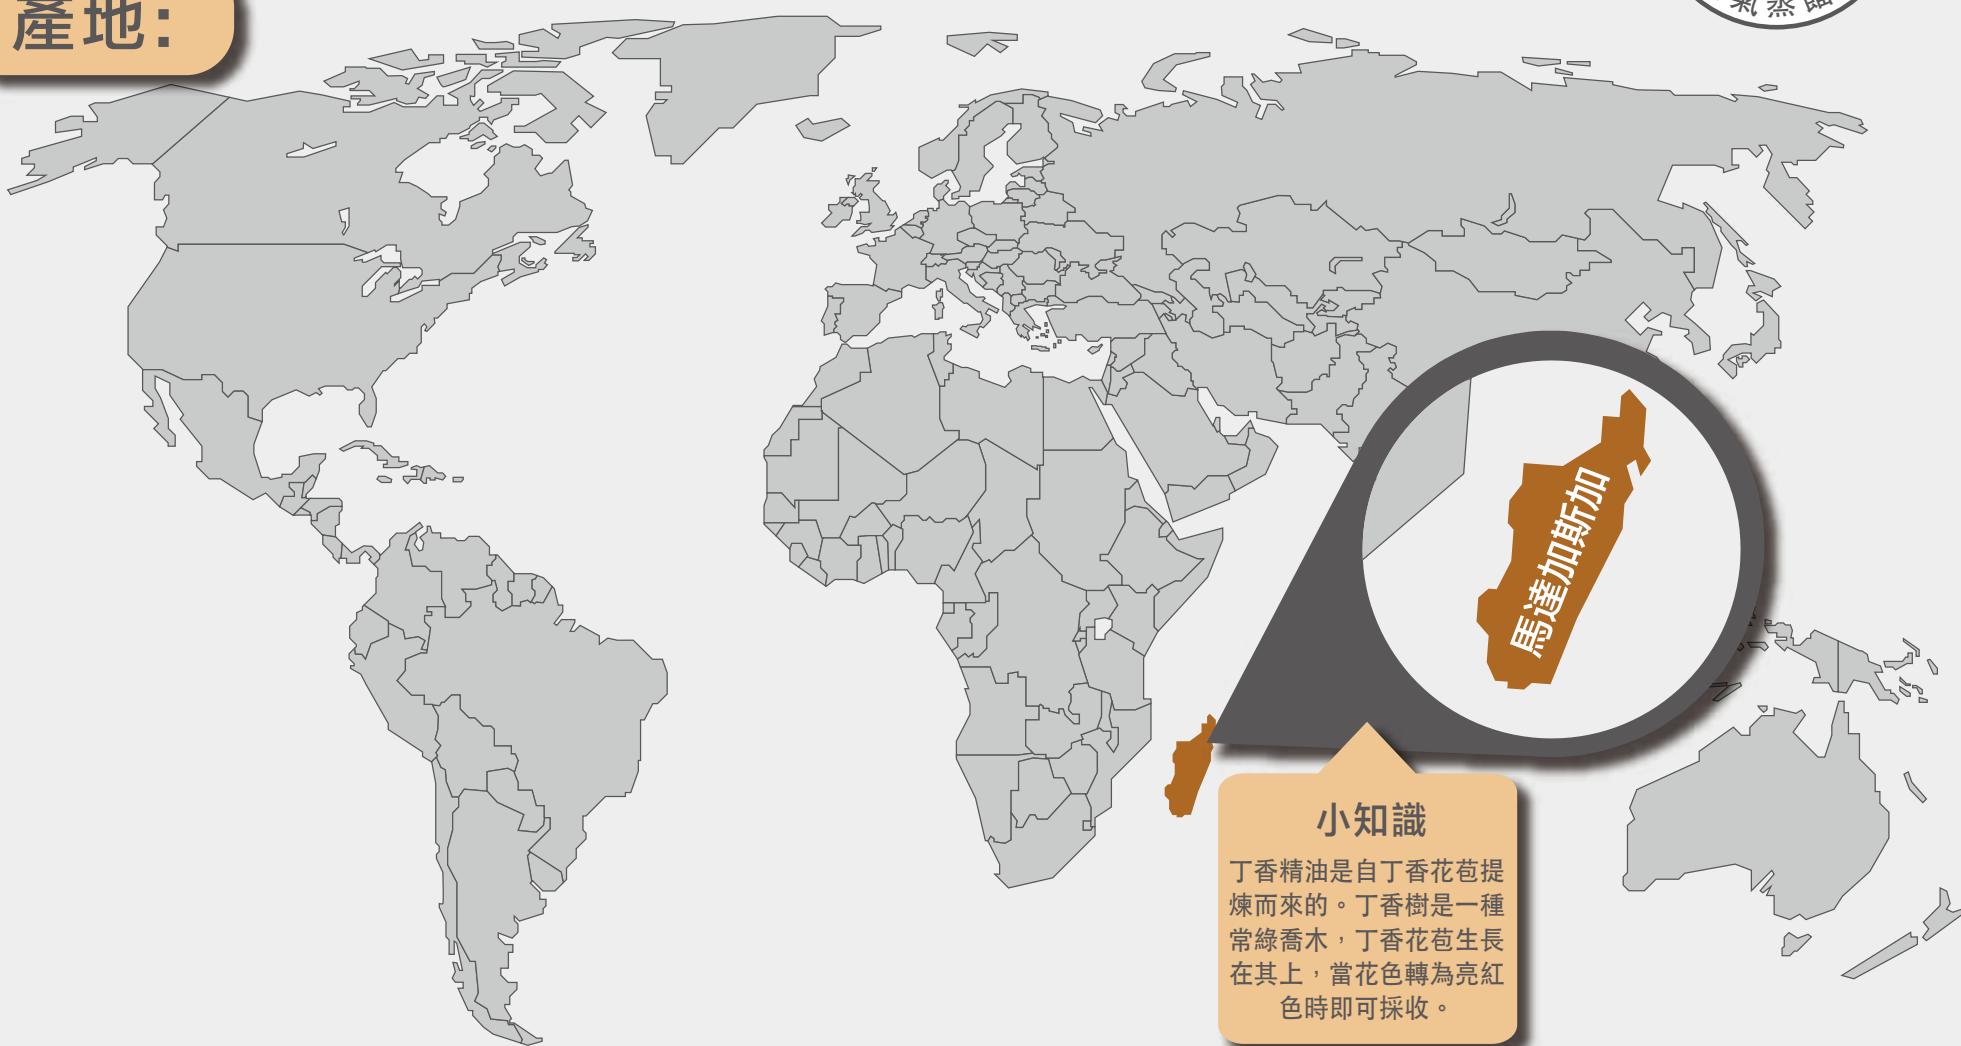 產地:
氣蒸餾
馬達加斯加
小知識
丁香精油是自丁香花苞提
煉而來的。丁香樹是一種
常綠喬木，丁香花苞生長
在其上，當花色轉為亮紅
色時即可採收。